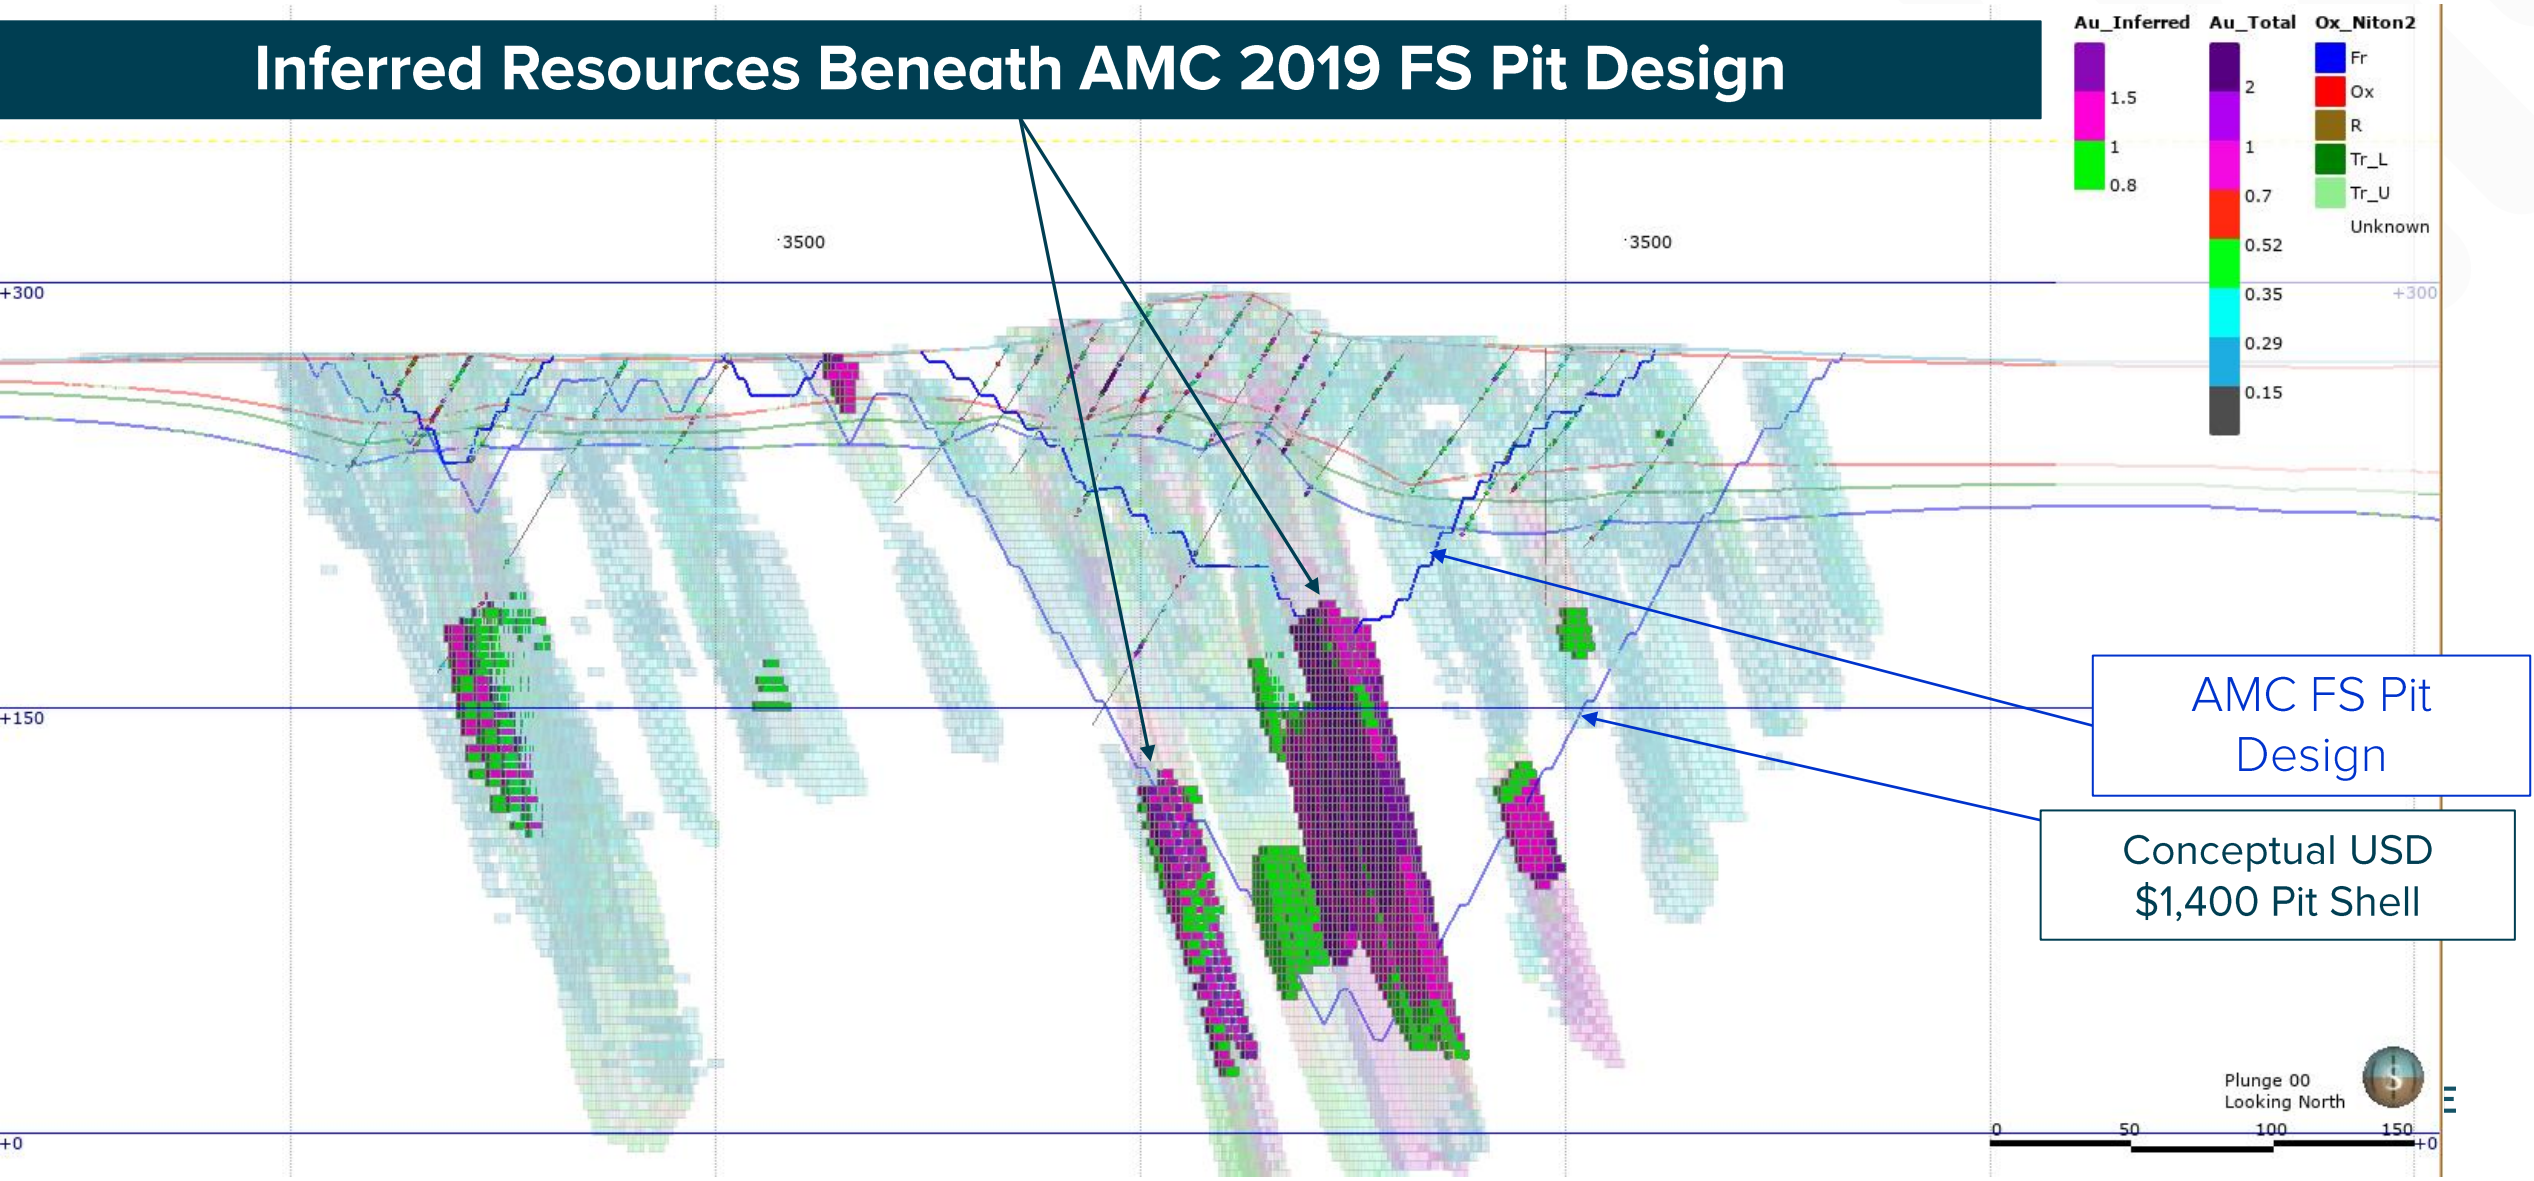 Inferred Resources Beneath AMC 2019 FS Pit Design
Au_Inferred
1.5
1
0.8
Au_Total
2
1
0.7
0.52
0.35
0.29
0.15
Ox_Niton2
Fr
Ox
R
Tr_L
Tr_U
Unknown
3500
3500
+300
+300
+150
AMC FS Pit
Design
Conceptual USD
$1,400 Pit Shell
Plunge 00
Looking North
S
E
0 50 100 150
+0
+0